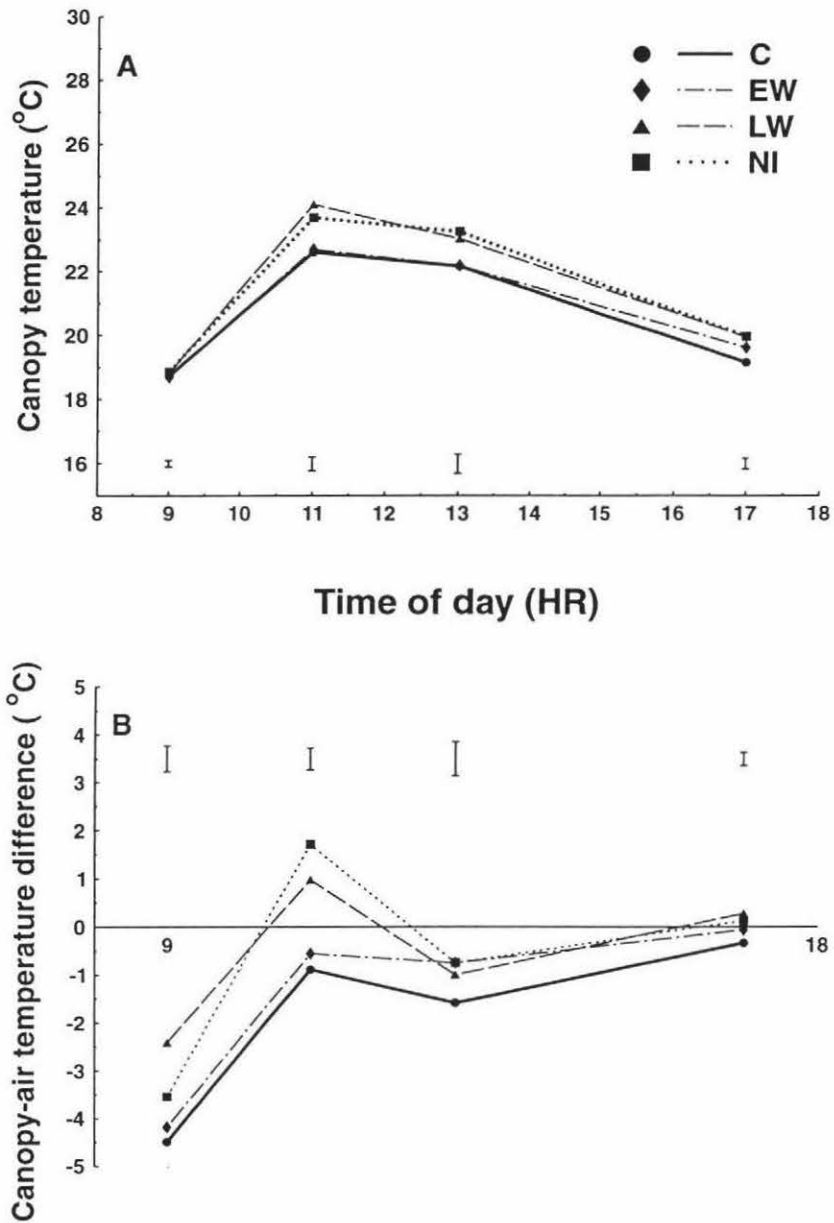 Canopy temperature (°C)
A
30
28
26
24
22
20
18
16
C
EW
LW
NI
8 9 10 11 12 13 14 15 16 17 18
Time of day (HR)
Canopy-air temperature difference ( °C)
B
5
4
3
2
1
0
-1
-2
-3
-4
-5
9 18